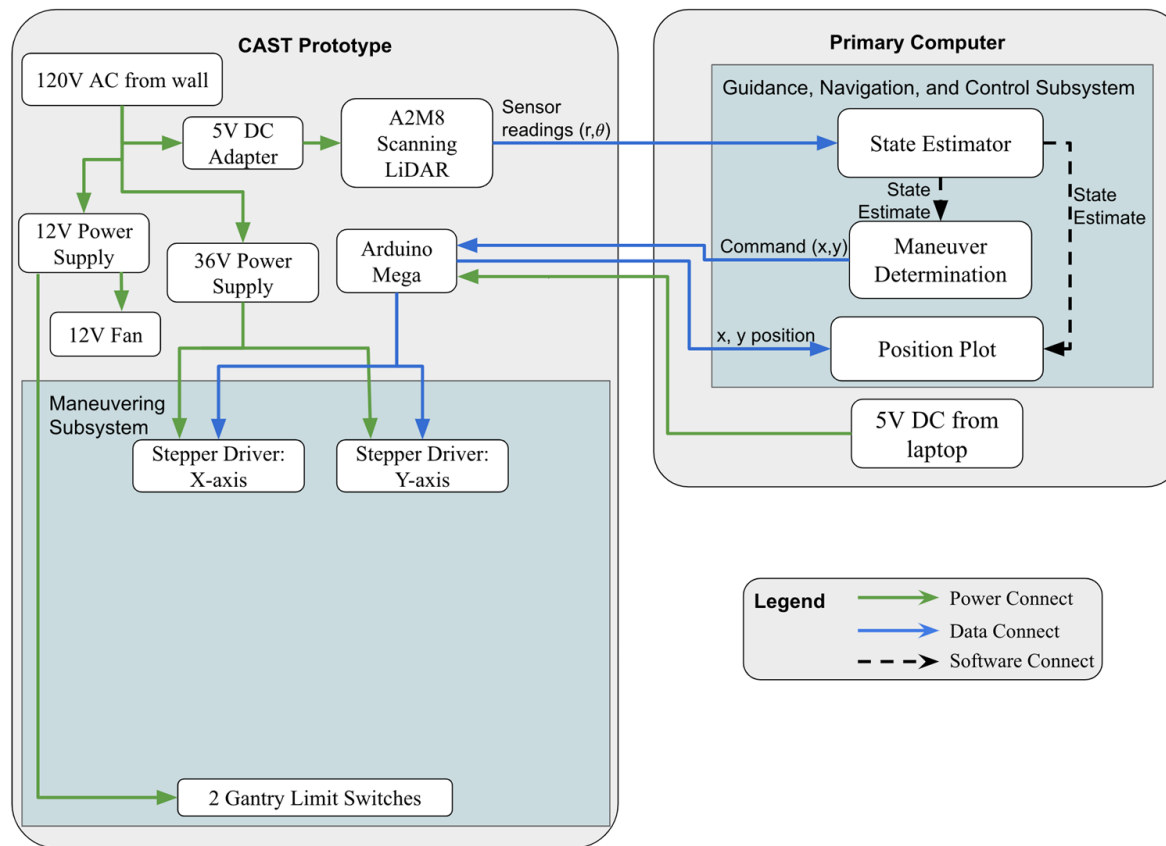 CAST Prototype
120V AC from wall
5V DC
Adapter
A2M8
Scanning
LiDAR
Sensor
readings (r,θ)
12V Power
Supply
36V Power
Supply
12V Fan
Arduino
Mega
Maneuvering
Subsystem
Stepper Driver:
X-axis
Stepper Driver:
Y-axis
2 Gantry Limit Switches
Primary Computer
Guidance, Navigation, and Control Subsystem
State Estimator
State
Estimate
State
Estimate
Command (x,y)
Maneuver
Determination
x, y position
Position Plot
5V DC from
laptop
Legend
Power Connect
Data Connect
Software Connect